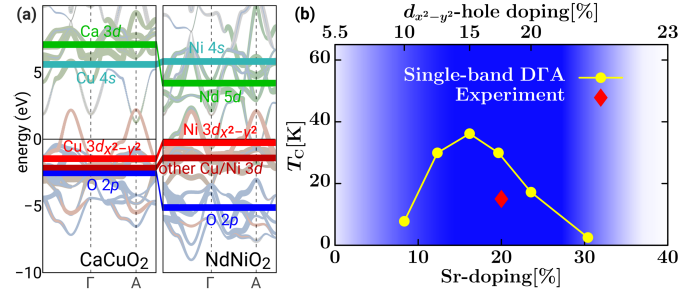 (a)
Ca 3d
Cu 4s
Cu 3dx²-y²
O 2p
CaCuO₂
Ni 4s
Nd 5d
Ni 3dx²-y²
other Cu/Ni 3d
O 2p
NdNiO₂
energy (eV)
5
0
−5
−10
Γ A Γ A
(b)
dx²−y²-hole doping[%]
5.5 10 15 20 23
Single-band DΓA
Experiment
TC[K]
60
40
20
0
0 10 20 30 40
Sr-doping[%]